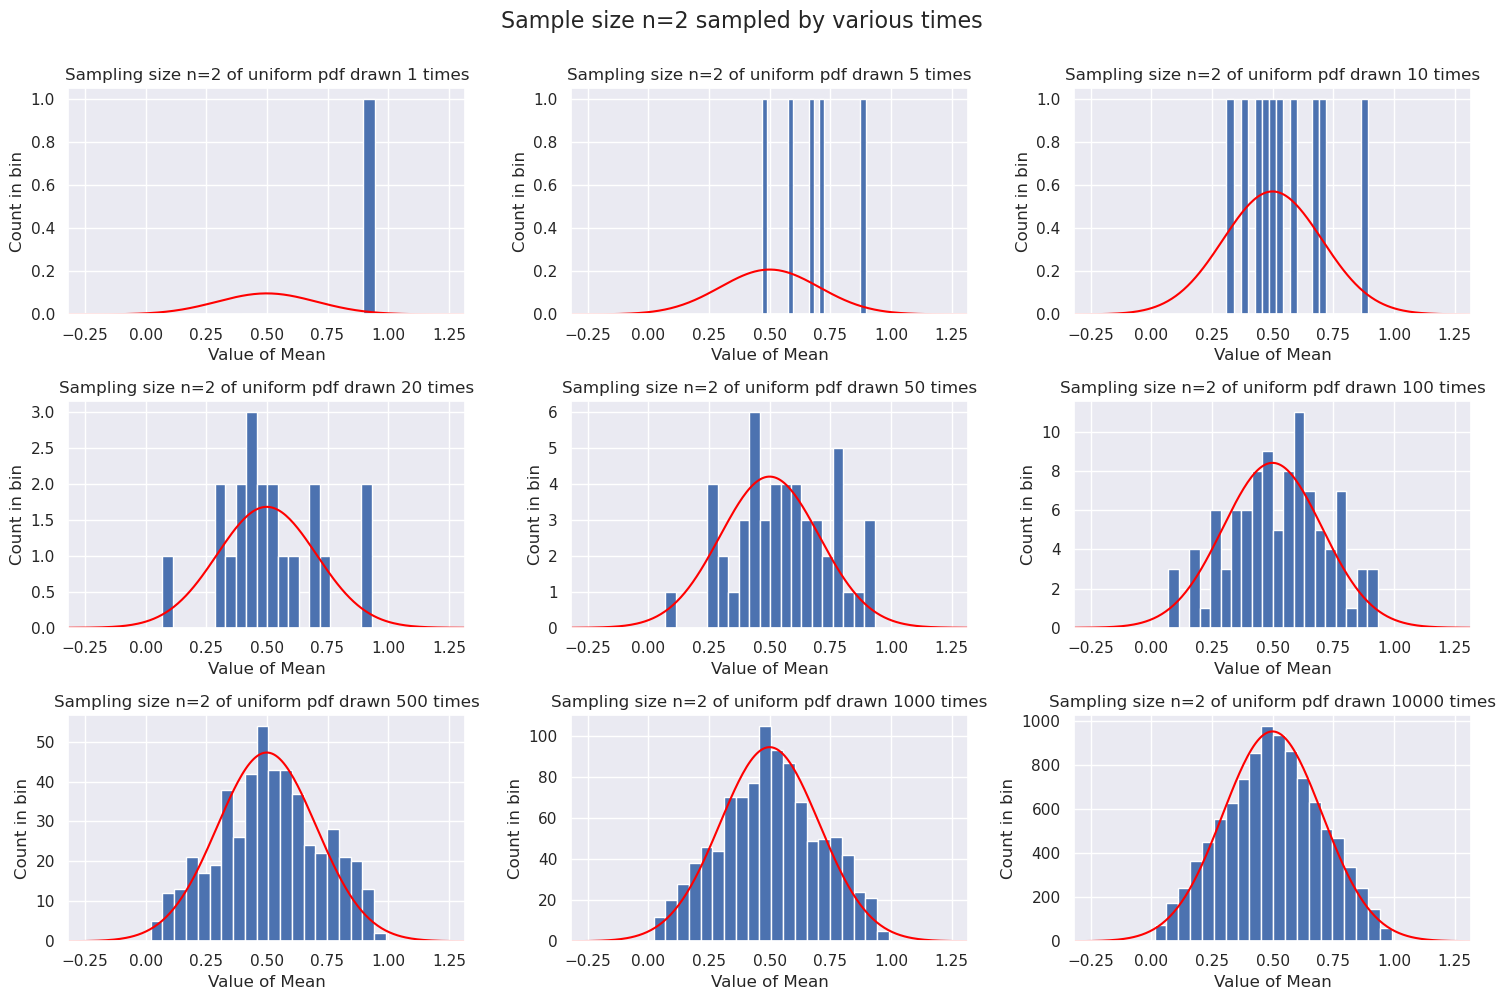 Sample size n=2 sampled by various times
Sampling size n=2 of uniform pdf drawn 1 times
Count in bin
1.0
0.8
0.6
0.4
0.2
0.0
−0.25 0.00 0.25 0.50 0.75 1.00 1.25
Value of Mean
Sampling size n=2 of uniform pdf drawn 5 times
Count in bin
1.0
0.8
0.6
0.4
0.2
0.0
−0.25 0.00 0.25 0.50 0.75 1.00 1.25
Value of Mean
Sampling size n=2 of uniform pdf drawn 10 times
Count in bin
1.0
0.8
0.6
0.4
0.2
0.0
−0.25 0.00 0.25 0.50 0.75 1.00 1.25
Value of Mean
Sampling size n=2 of uniform pdf drawn 20 times
Count in bin
3.0
2.5
2.0
1.5
1.0
0.5
0.0
−0.25 0.00 0.25 0.50 0.75 1.00 1.25
Value of Mean
Sampling size n=2 of uniform pdf drawn 50 times
Count in bin
6
5
4
3
2
1
0
−0.25 0.00 0.25 0.50 0.75 1.00 1.25
Value of Mean
Sampling size n=2 of uniform pdf drawn 100 times
Count in bin
10
8
6
4
2
0
−0.25 0.00 0.25 0.50 0.75 1.00 1.25
Value of Mean
Sampling size n=2 of uniform pdf drawn 500 times
Count in bin
50
40
30
20
10
0
−0.25 0.00 0.25 0.50 0.75 1.00 1.25
Value of Mean
Sampling size n=2 of uniform pdf drawn 1000 times
Count in bin
100
80
60
40
20
0
−0.25 0.00 0.25 0.50 0.75 1.00 1.25
Value of Mean
Sampling size n=2 of uniform pdf drawn 10000 times
Count in bin
1000
800
600
400
200
0
−0.25 0.00 0.25 0.50 0.75 1.00 1.25
Value of Mean